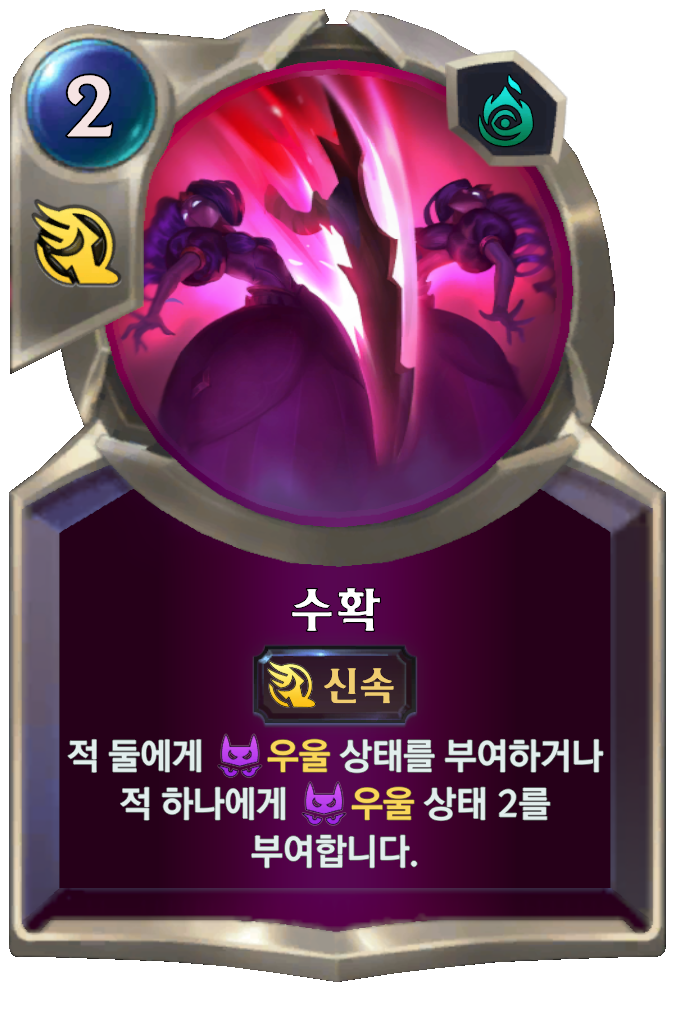 2
수확
신속
적 둘에게 우울 상태를 부여하거나
적 하나에게 우울 상태 2를
부여합니다.